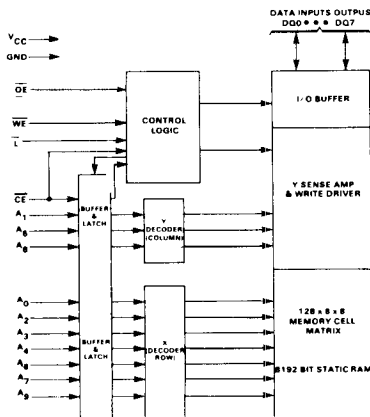 DATA INPUTS OUTPUTS
DQ0 ● ● ● DQ7
VCC
GND
OE
WE
L
CONTROL
LOGIC
I/O BUFFER
Y SENSE AMP
& WRITE DRIVER
CE
A1
A5
A8
BUFFER
&
LATCH
Y
DECODER
(COLUMN)
A0
A2
A3
A4
A6
A7
A9
BUFFER
&
LATCH
X
(DECODER
ROW)
128 x 8 x 8
MEMORY CELL
MATRIX
8192 BIT STATIC RAM